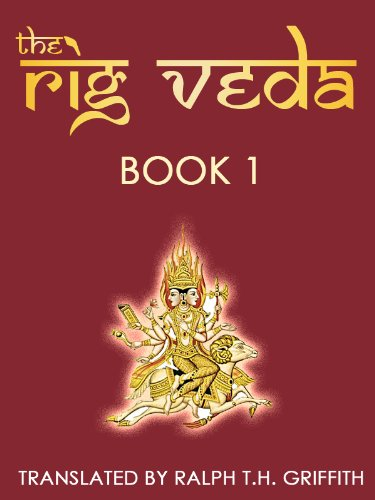 the
rig veda
BOOK 1
TRANSLATED BY RALPH T.H. GRIFFITH